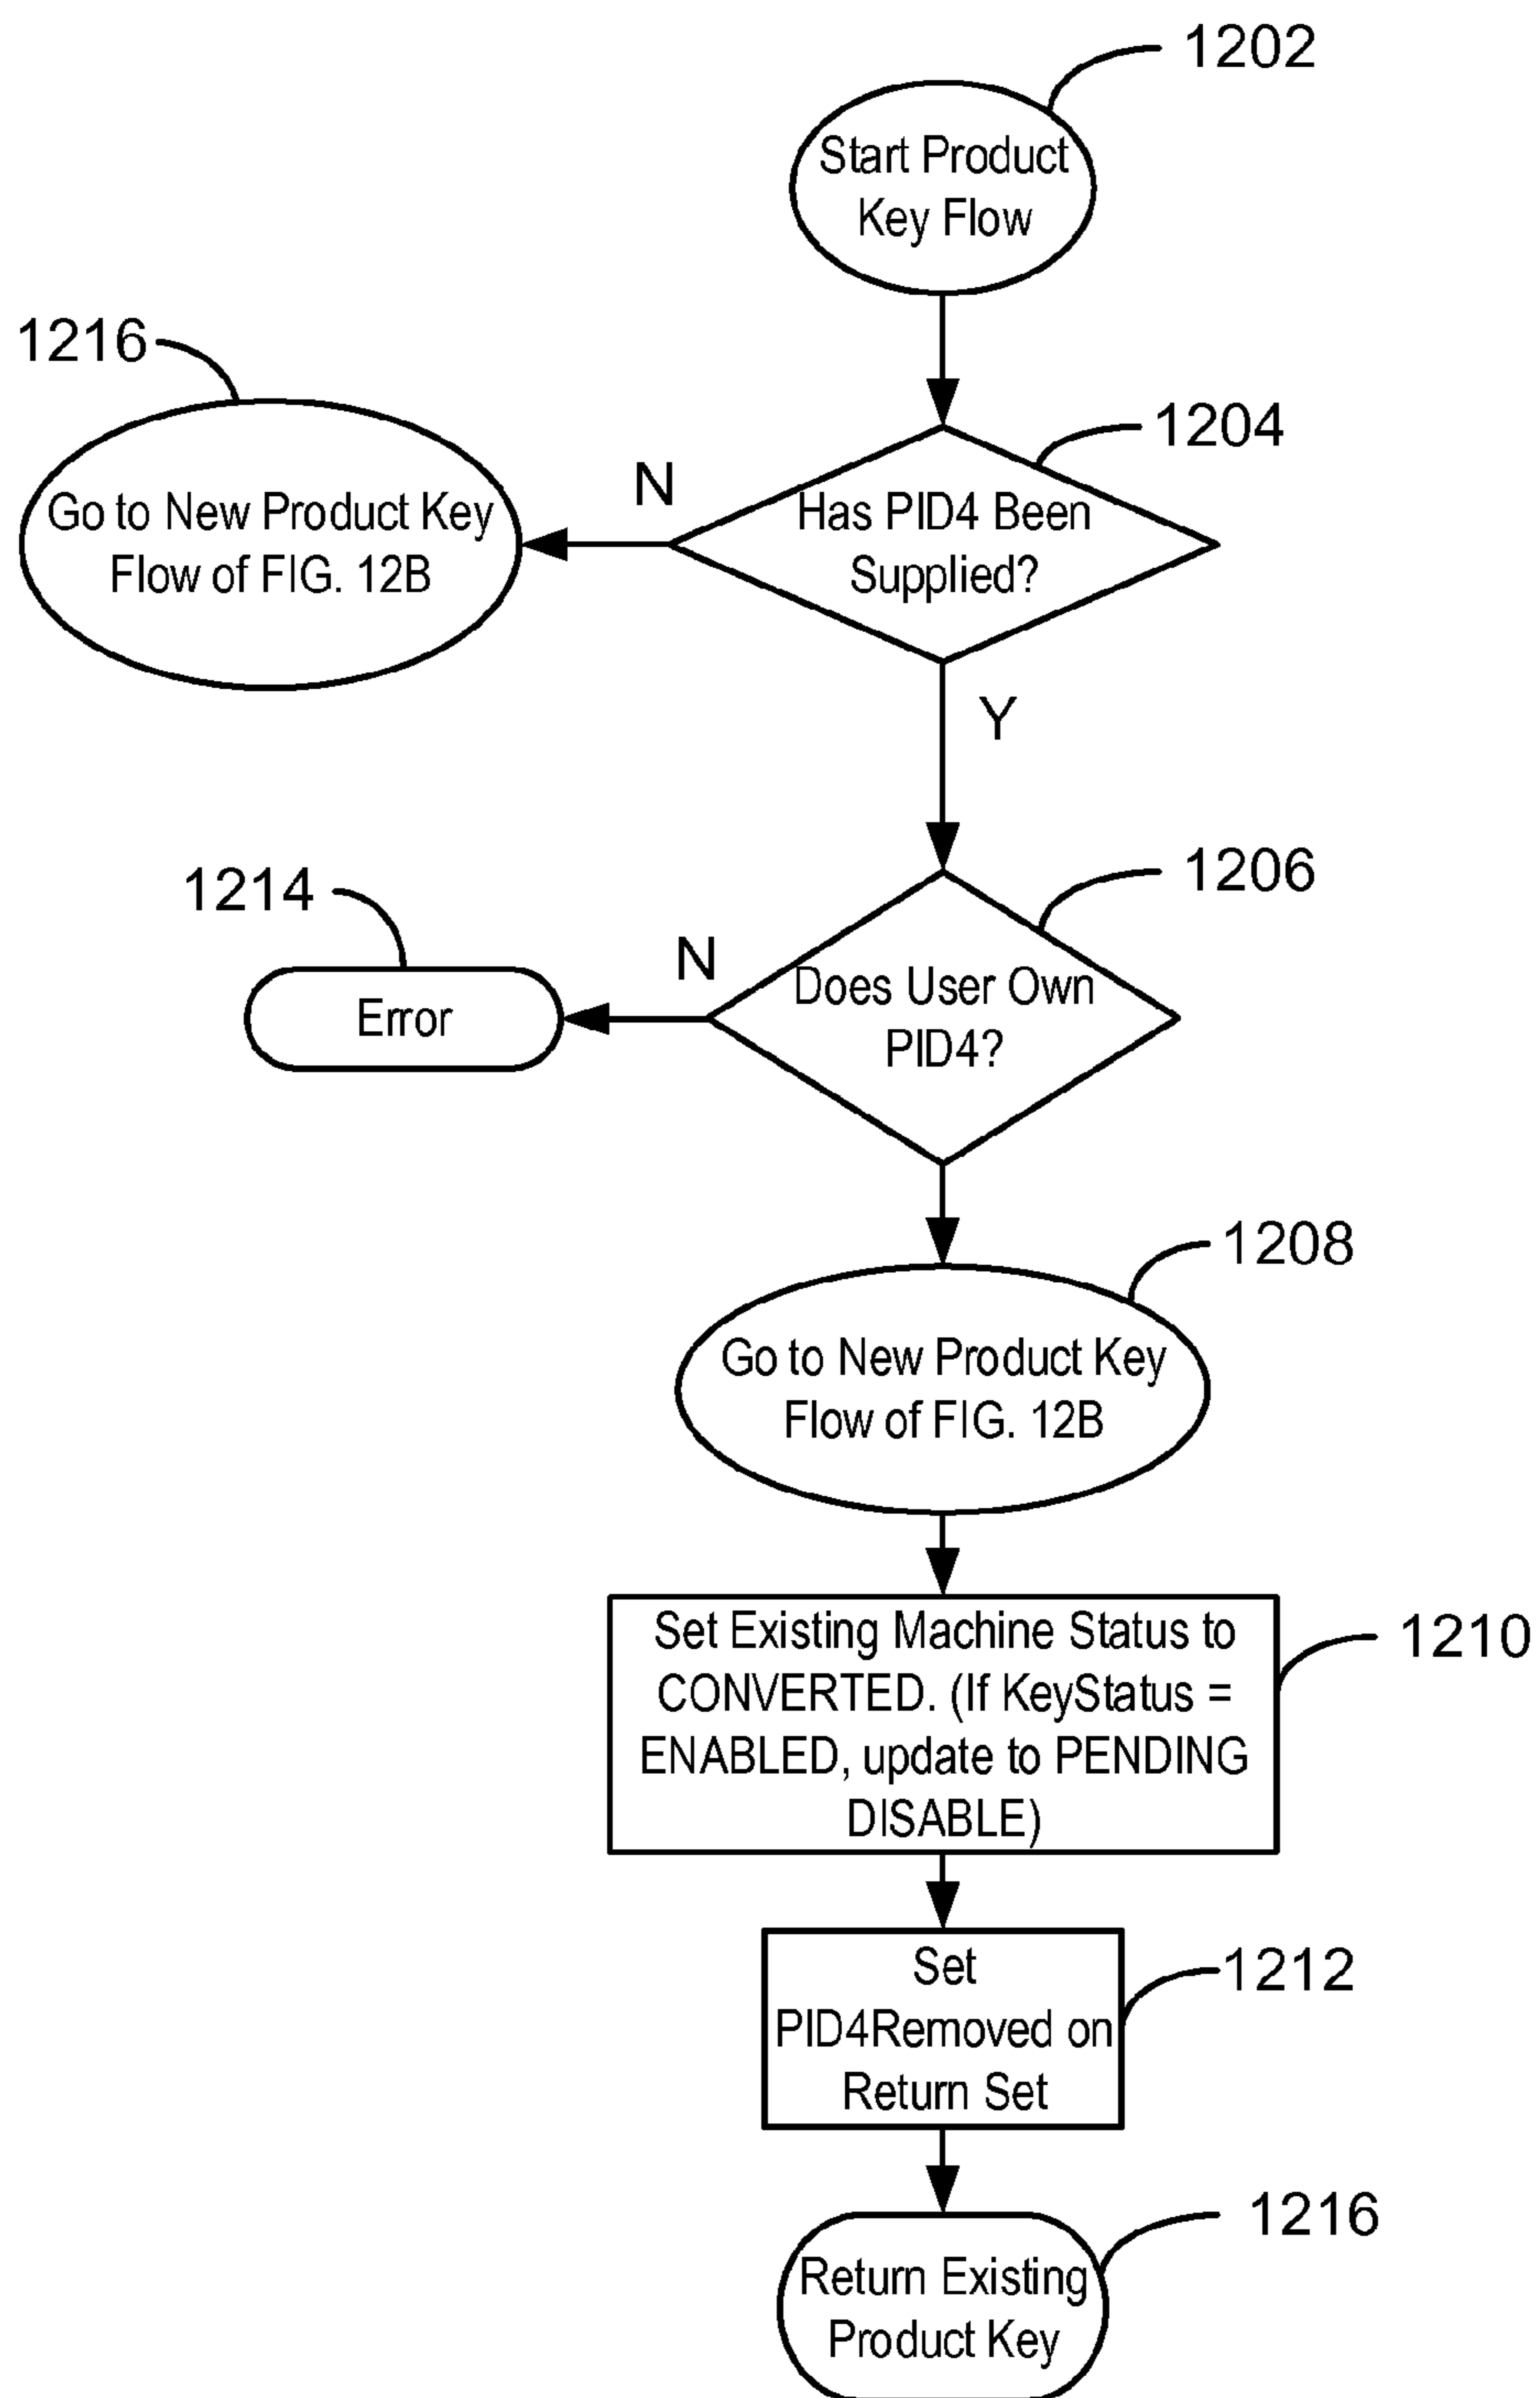 1202
Start Product
Key Flow
1216
1204
N
Has PID4 Been
Supplied?
Go to New Product Key
Flow of FIG. 12B
Y
1206
1214
N
Does User Own
PID4?
Error
1208
Go to New Product Key
Flow of FIG. 12B
1210
Set Existing Machine Status to
CONVERTED. (If KeyStatus =
ENABLED, update to PENDING
DISABLE)
1212
Set
PID4Removed on
Return Set
1216
Return Existing
Product Key